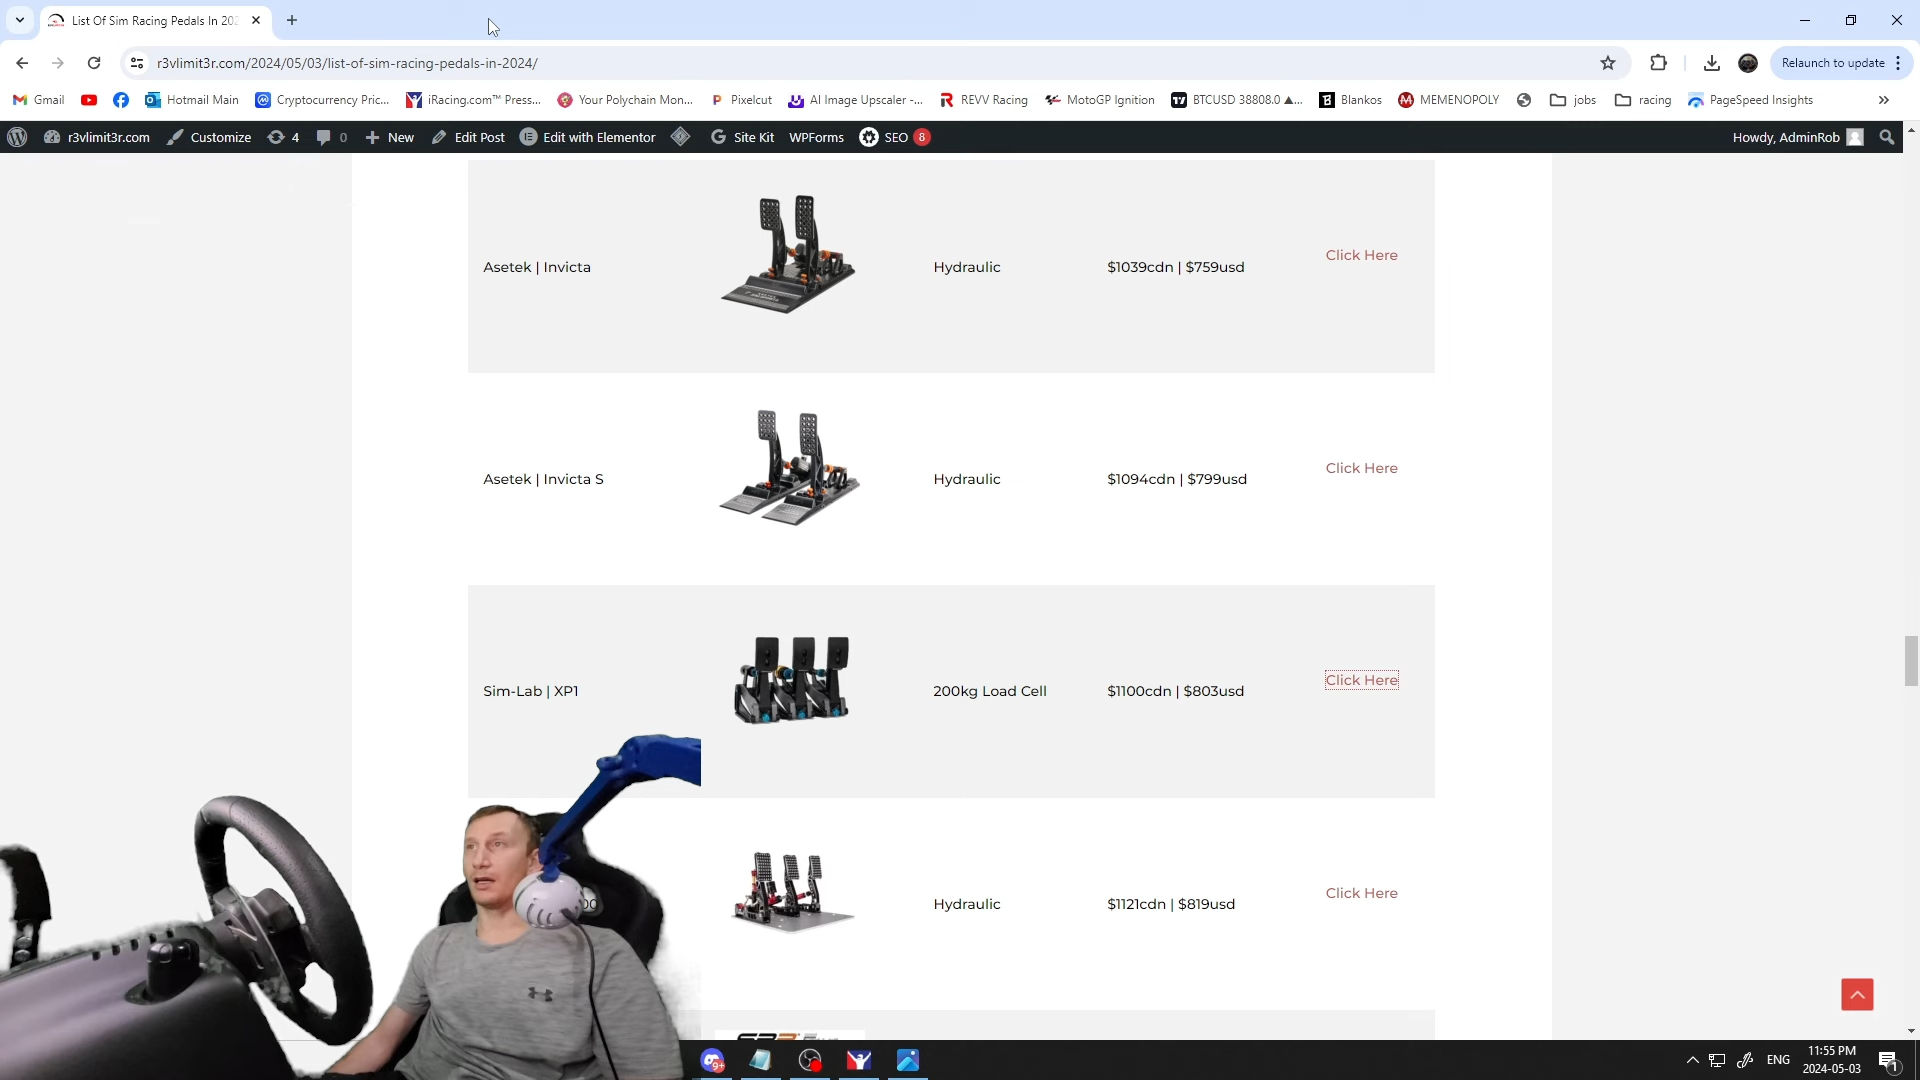 List Of Sim Racing Pedals In 202
r3vlimit3r.com/2024/05/03/list-of-sim-racing-pedals-in-2024/
Relaunch to update
Gmail
Hotmail Main
Cryptocurrency Pric...
iRacing.com™ Press...
Your Polychain Mon...
Pixelcut
AI Image Upscaler -...
REVV Racing
MotoGP Ignition
BTCUSD 38808.0 ▲...
Blankos
MEMENOPOLY
jobs
racing
PageSpeed Insights
»
r3vlimit3r.com
Customize
4
0
New
Edit Post
Edit with Elementor
Site Kit
WPForms
SEO 8
Howdy, AdminRob
Asetek | Invicta
Hydraulic
$1039cdn | $759usd
Click Here
Asetek | Invicta S
Hydraulic
$1094cdn | $799usd
Click Here
Sim-Lab | XP1
200kg Load Cell
$1100cdn | $803usd
Click Here
Hydraulic
$1121cdn | $819usd
Click Here
9+
ENG
11:55 PM
2024-05-03
1